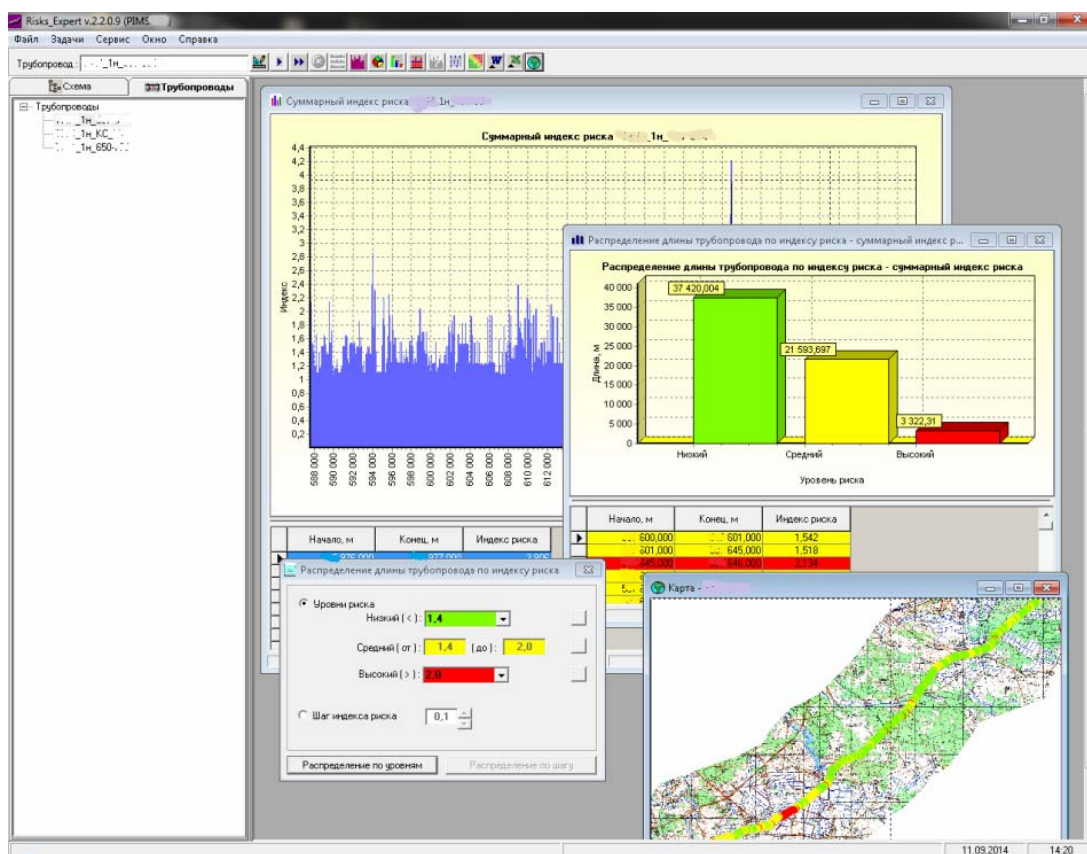 Risks_Expert v.2.2.0.9 (PIMS
Файл Задачи Сервис Окно Справка
Трубопровод: _1н_
Схема Трубопроводы
Трубопроводы
_1н_
_1н_КС_
_1н_650-
Суммарный индекс риска _1н_
Суммарный индекс риска _1н_
Индекс
4,4
4,2
4
3,8
3,6
3,4
3,2
3
2,8
2,6
2,4
2,2
2
1,8
1,6
1,4
1,2
1
0,8
0,6
0,4
0,2
588 000 590 000 592 000 594 000 596 000 598 000 600 000 602 000 604 000 606 000 608 000 610 000 612 000
Начало, м Конец, м Индекс риска
Распределение длины трубопровода по индексу риска - суммарный индекс р...
Распределение длины трубопровода по индексу риска - суммарный индекс риска
Длина, м
40 000
35 000
30 000
25 000
20 000
15 000
10 000
5 000
0
37 420,004
21 593,697
3 322,31
Низкий Средний Высокий
Уровень риска
Начало, м Конец, м Индекс риска
600,000 601,000 1,542
601,000 645,000 1,518
645,000 646,000 2,134
Распределение длины трубопровода по индексу риска
Уровни риска
Низкий ( < ): 1,4
Средний ( от ): 1,4 ( до ): 2,0
Высокий ( > ): 2,0
Шаг индекса риска 0,1
Распределение по уровням Распределение по шагу
Карта -
11.09.2014 14:20